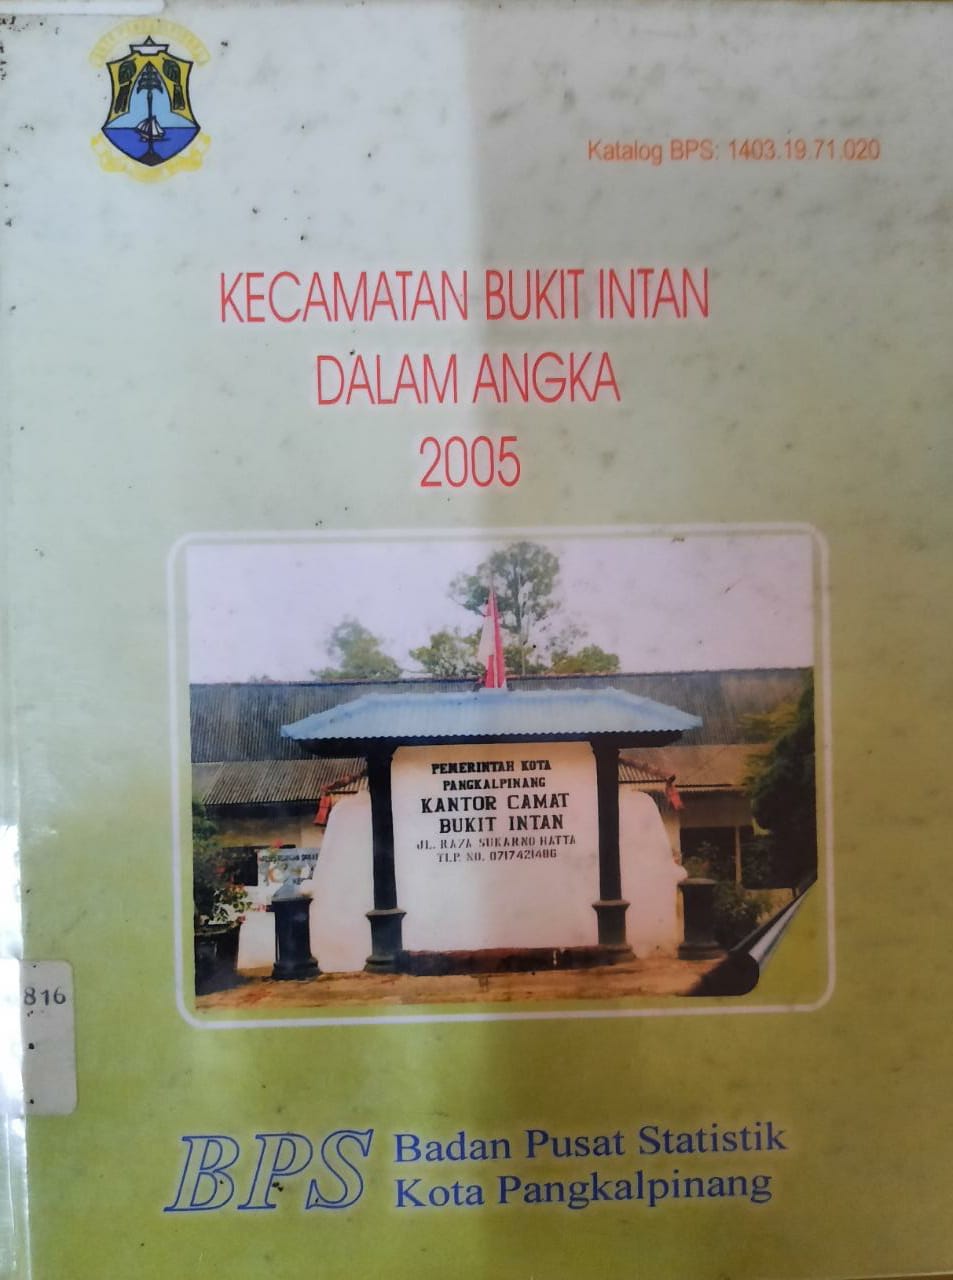 Katalog BPS: 1403.19.71.020
KECAMATAN BUKIT INTAN
DALAM ANGKA
2005
PEMERINTAH KOTA
PANGKALPINANG
KANTOR CAMAT
BUKIT INTAN
JL. RAZA SUKARNO HATTA
TLP. NO. 0717421486
816
BPS Badan Pusat Statistik
Kota Pangkalpinang